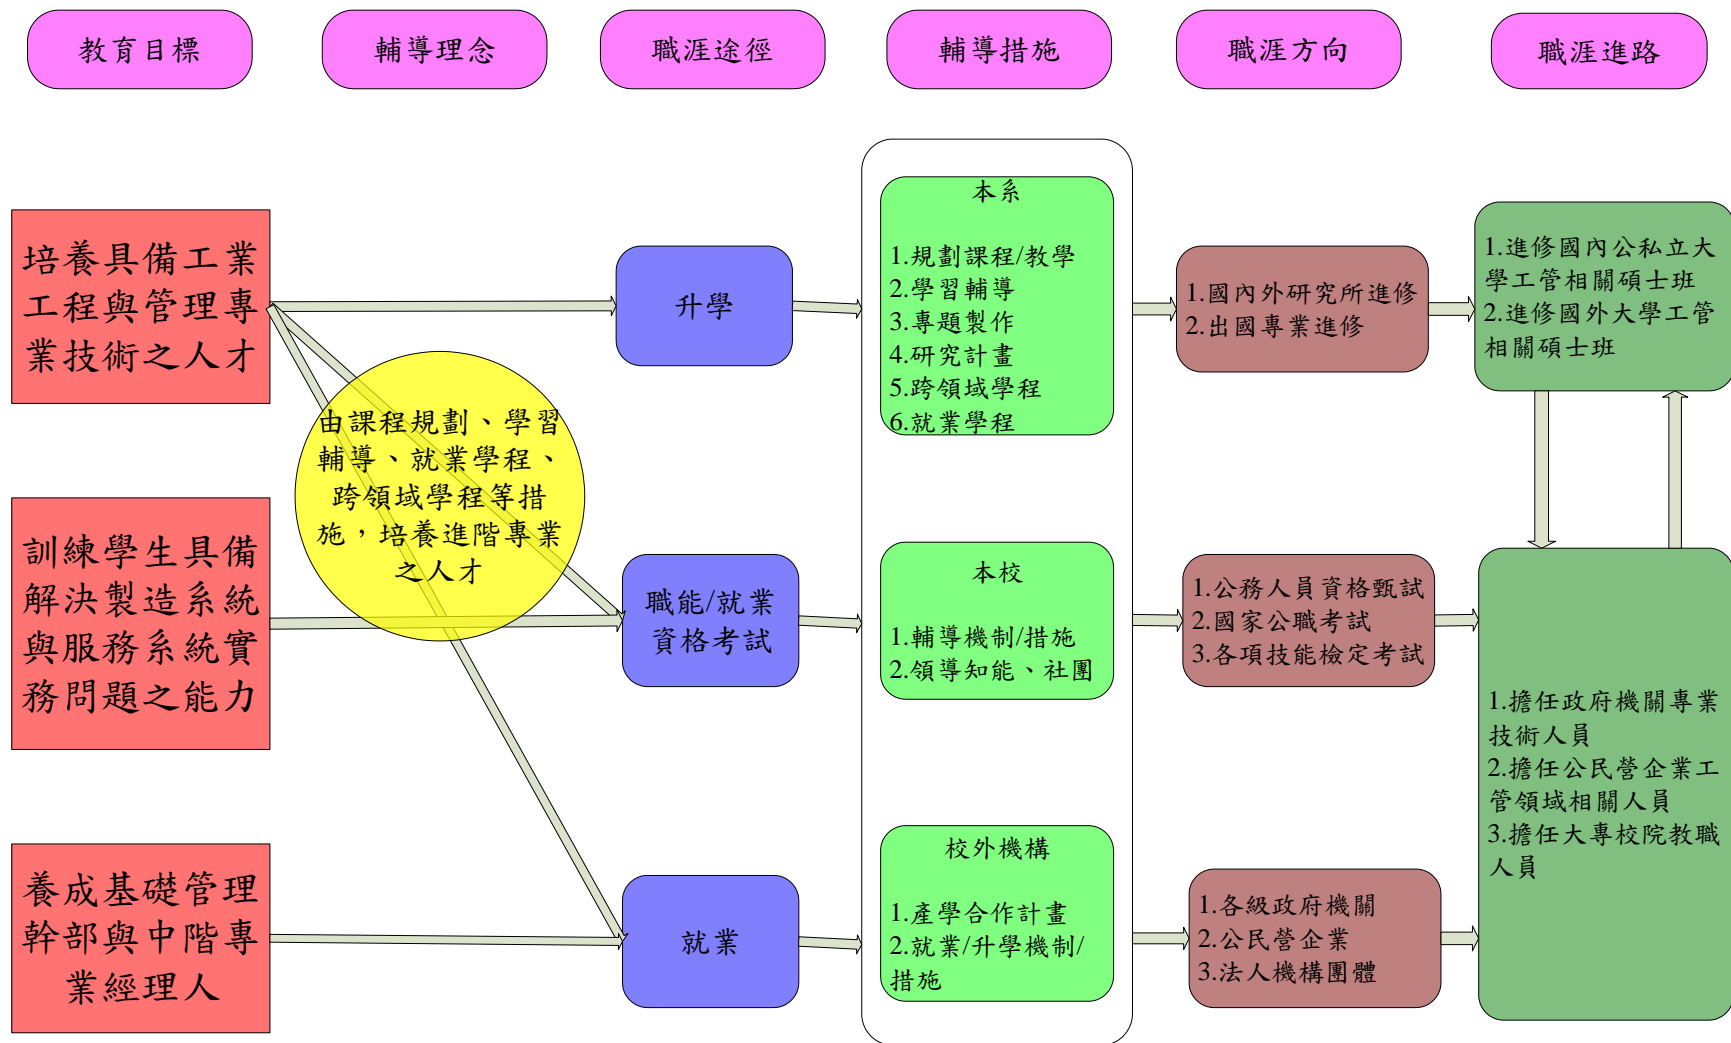 教育目標
輔導理念
職涯途徑
輔導措施
職涯方向
職涯進路
培養具備工業
工程與管理專
業技術之人才
訓練學生具備
解決製造系統
與服務系統實
務問題之能力
養成基礎管理
幹部與中階專
業經理人
由課程規劃、學習
輔導、就業學程、
跨領域學程等措
施，培養進階專業
之人才
升學
職能/就業
資格考試
就業
本系
1.規劃課程/教學
2.學習輔導
3.專題製作
4.研究計畫
5.跨領域學程
6.就業學程
本校
1.輔導機制/措施
2.領導知能、社團
校外機構
1.產學合作計畫
2.就業/升學機制/
措施
1.國內外研究所進修
2.出國專業進修
1.公務人員資格甄試
2.國家公職考試
3.各項技能檢定考試
1.各級政府機關
2.公民營企業
3.法人機構團體
1.進修國內公私立大
學工管相關碩士班
2.進修國外大學工管
相關碩士班
1.擔任政府機關專業
技術人員
2.擔任公民營企業工
管領域相關人員
3.擔任大專校院教職
人員